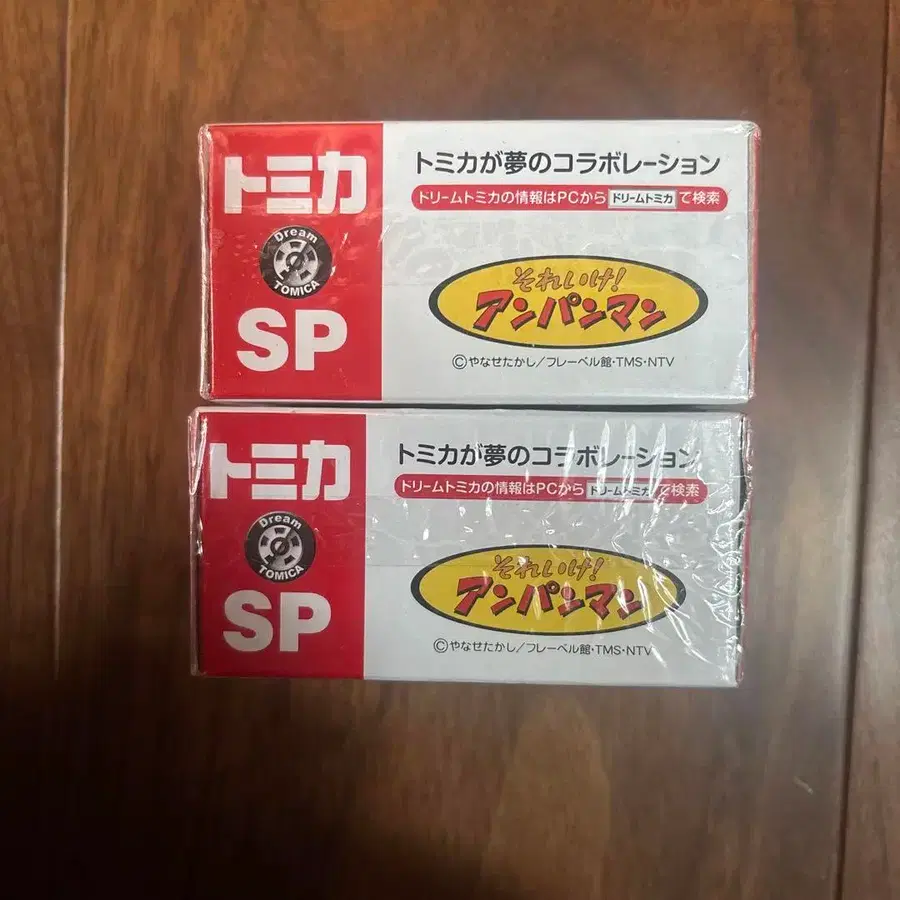 トミカ
Dream
TOMICA
SP
トミカが夢のコラボレーション
ドリームトミカの情報はPCから ドリームトミカ で検索
それいけ!
アンパンマン
©やなせたかし/フレーベル館・TMS・NTV
トミカ
Dream
TOMICA
SP
トミカが夢のコラボレーション
ドリームトミカの情報はPCから ドリームトミカ で検索
それいけ!
アンパンマン
©やなせたかし/フレーベル館・TMS・NTV